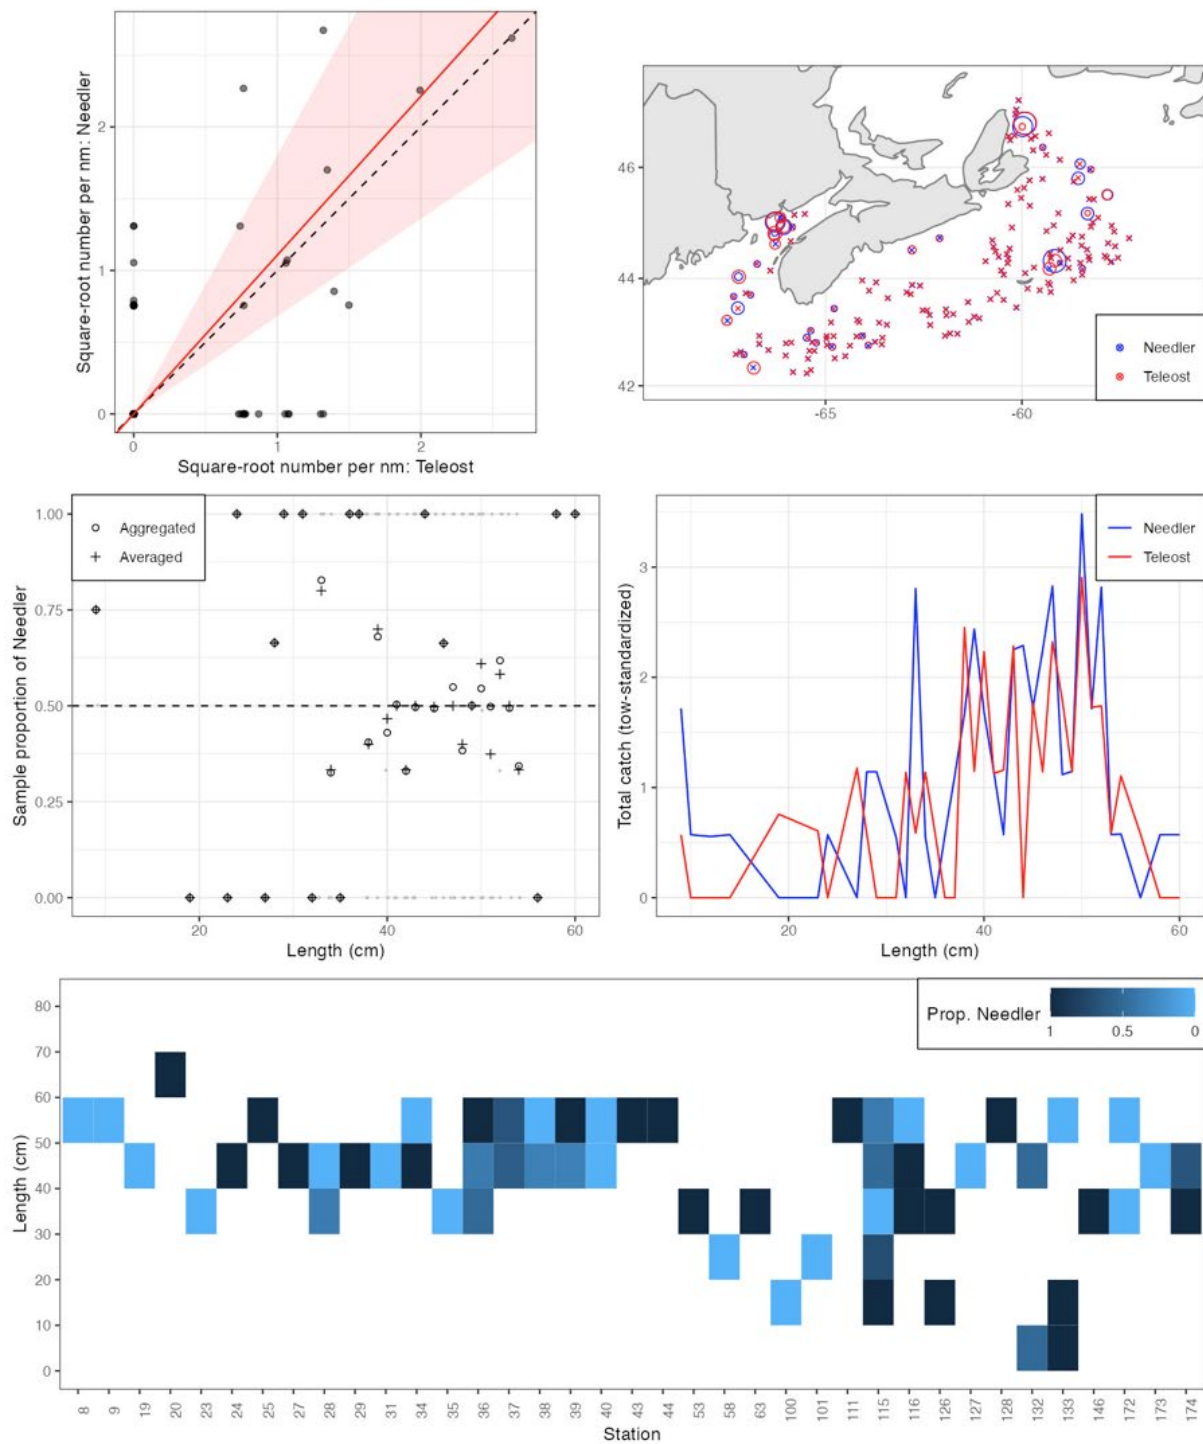 2
1
0
Square-root number per nm: Needler
0
1
2
Square-root number per nm: Teleost
46
44
42
-65
-60
Needler
Teleost
1.00
0.75
0.50
0.25
0.00
Sample proportion of Needler
Aggregated
Averaged
20
40
60
Length (cm)
3
2
1
0
Total catch (tow-standardized)
Needler
Teleost
20
40
60
Length (cm)
Prop. Needler
1
0.5
0
80
70
60
50
40
30
20
10
0
Length (cm)
8 9 19 20 23 24 25 27 28 29 31 34 35 36 37 38 39 40 43 44 53 58 63 100 101 111 115 116 126 127 128 132 133 146 172 173 174
Station